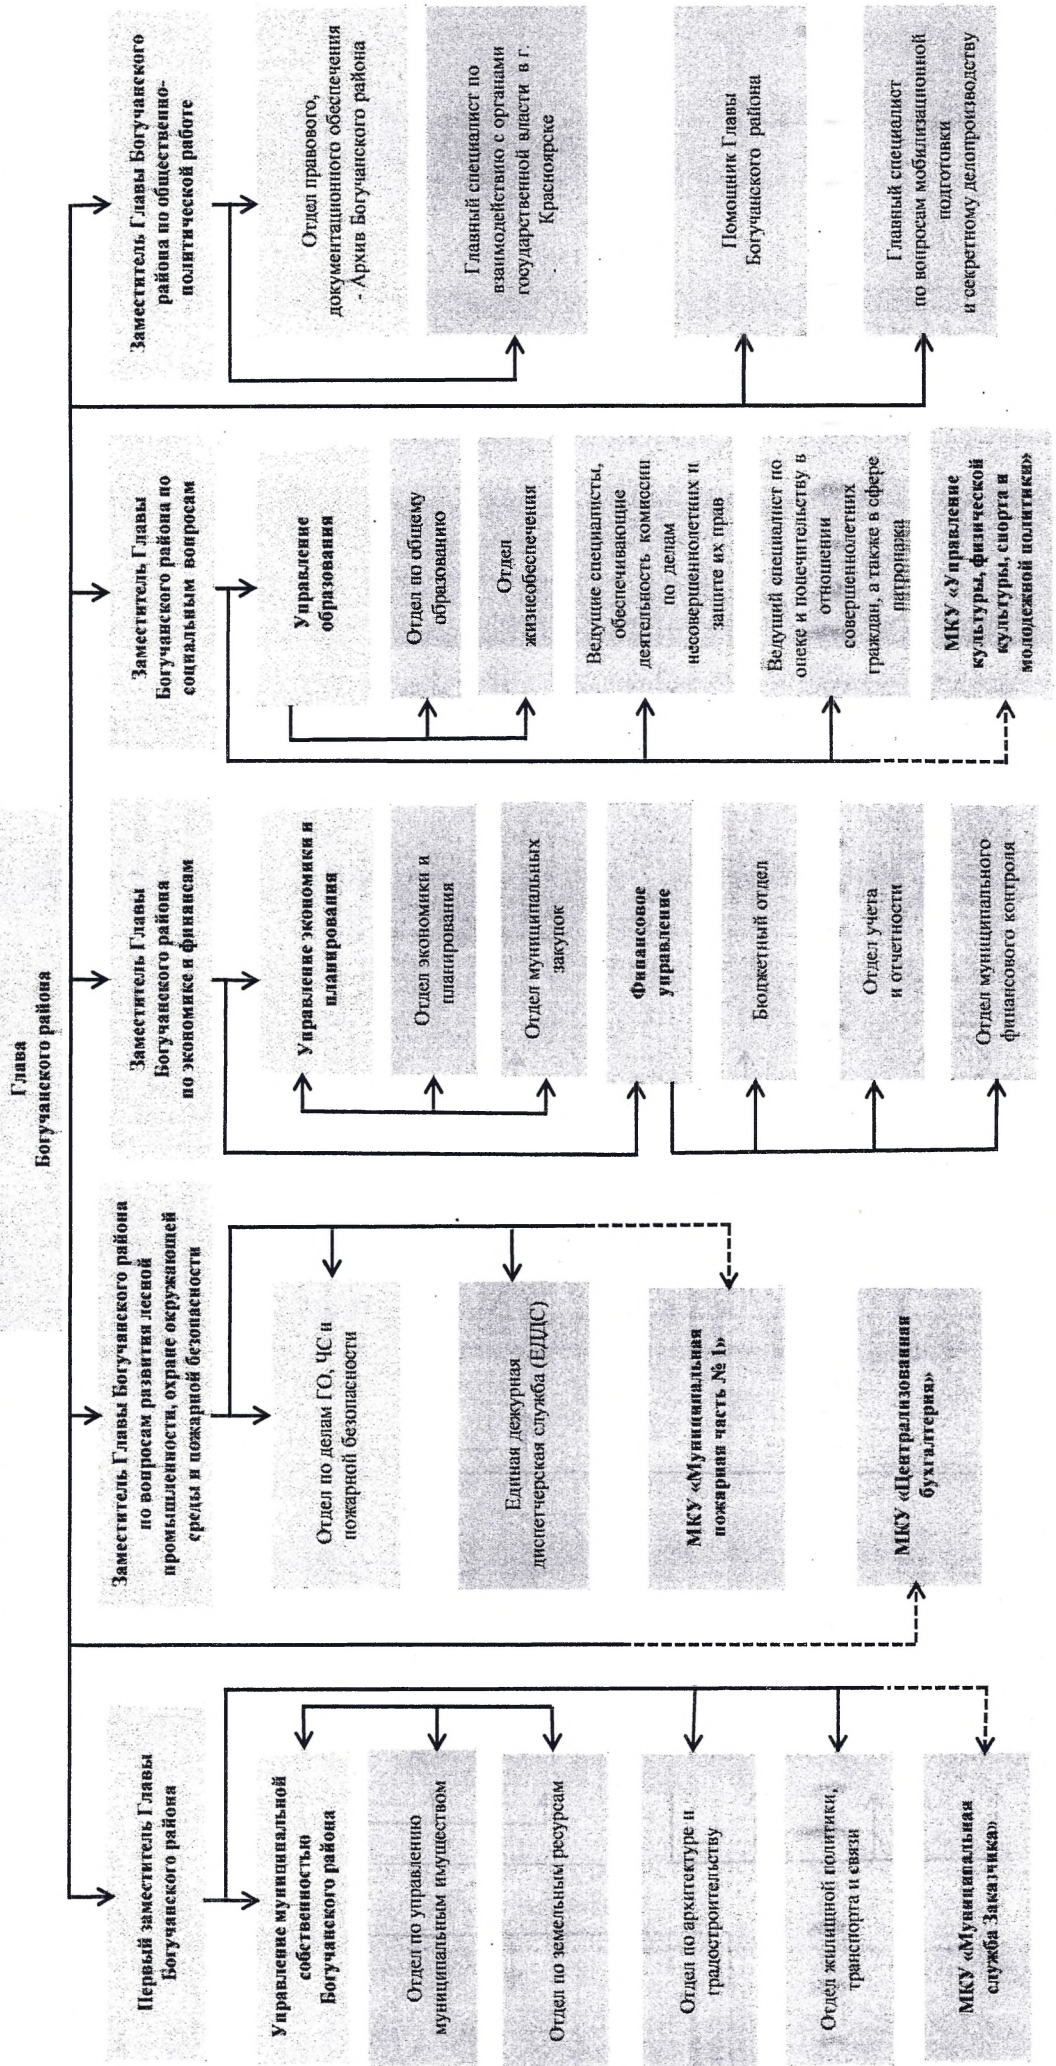 Глава
Богучанского района
Первый заместитель Главы
Богучанского района
Управление муниципальной
собственностью
Богучанского района
Отдел по управлению
муниципальным имуществом
Отдел по земельным ресурсам
Отдел по архитектуре и
градостроительству
Отдел жилищной политики,
транспорта и связи
МКУ «Муниципальная
служба Заказчика»
Заместитель Главы Богучанского района
по вопросам развития лесной
промышленности, охране окружающей
среды и пожарной безопасности
Отдел по делам ГО, ЧС и
пожарной безопасности
Единая дежурная
диспетчерская служба (ЕДДС)
МКУ «Муниципальная
пожарная часть № 1»
МКУ «Централизованная
бухгалтерия»
Заместитель Главы
Богучанского района
по экономике и финансам
Управление экономики и
планирования
Отдел экономики и
планирования
Отдел муниципальных
закупок
Финансовое
управление
Бюджетный отдел
Отдел учета
и отчетности
Отдел муниципального
финансового контроля
Заместитель Главы
Богучанского района по
социальным вопросам
Управление
образования
Отдел по общему
образованию
Отдел
жизнеобеспечения
Ведущие специалисты,
обеспечивающие
деятельность комиссии
по делам
несовершеннолетних и
защите их прав
Ведущий специалист по
опеке и попечительству в
отношении
совершеннолетних
граждан, а также в сфере
патронажа
МКУ «Управление
культуры, физической
культуры, спорта и
молодежной политики»
Заместитель Главы Богучанского
района по общественно-
политической работе
Отдел правового,
документационного обеспечения
- Архив Богучанского района
Главный специалист по
взаимодействию с органами
государственной власти в г.
Красноярске
Помощник Главы
Богучанского района
Главный специалист
по вопросам мобилизационной
подготовки
и секретному делопроизводству